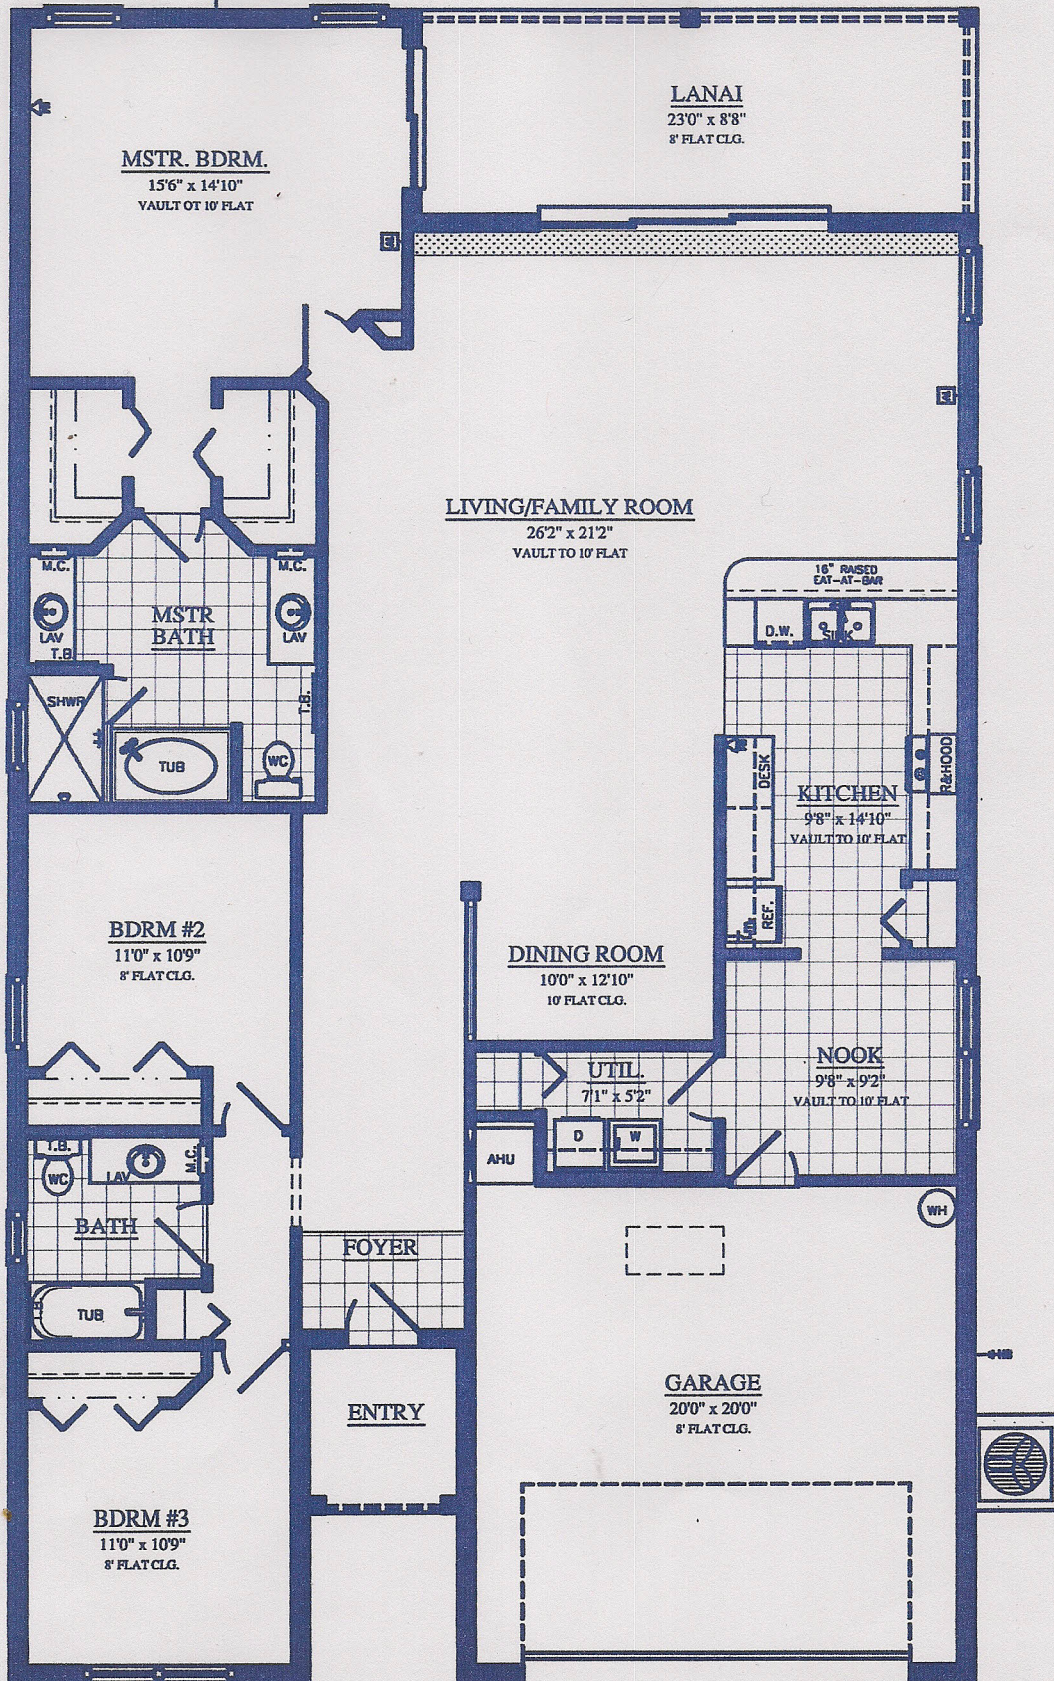 LANAI
23'0" x 8'8"
8' FLAT CLG.
MSTR. BDRM.
15'6" x 14'10"
VAULT OT 10' FLAT
LIVING/FAMILY ROOM
26'2" x 21'2"
VAULT TO 10' FLAT
16" RAISED
EAT-AT-BAR
M.C.
M.C.
MSTR
BATH
LAV
LAV
T.B.
D.W.
SINK
SHWR
T.B.
TUB
WC
DESK
R&HOOD
KITCHEN
9'8" x 14'10"
VAULT TO 10' FLAT
REF.
BDRM #2
11'0" x 10'9"
8' FLAT CLG.
DINING ROOM
10'0" x 12'10"
10' FLAT CLG.
UTIL.
7'1" x 5'2"
NOOK
9'8" x 9'2"
VAULT TO 10' FLAT
D
W
AHU
T.B.
WC
LAV
M.C.
BATH
WH
FOYER
TUB
GARAGE
20'0" x 20'0"
8' FLAT CLG.
ENTRY
BDRM #3
11'0" x 10'9"
8' FLAT CLG.